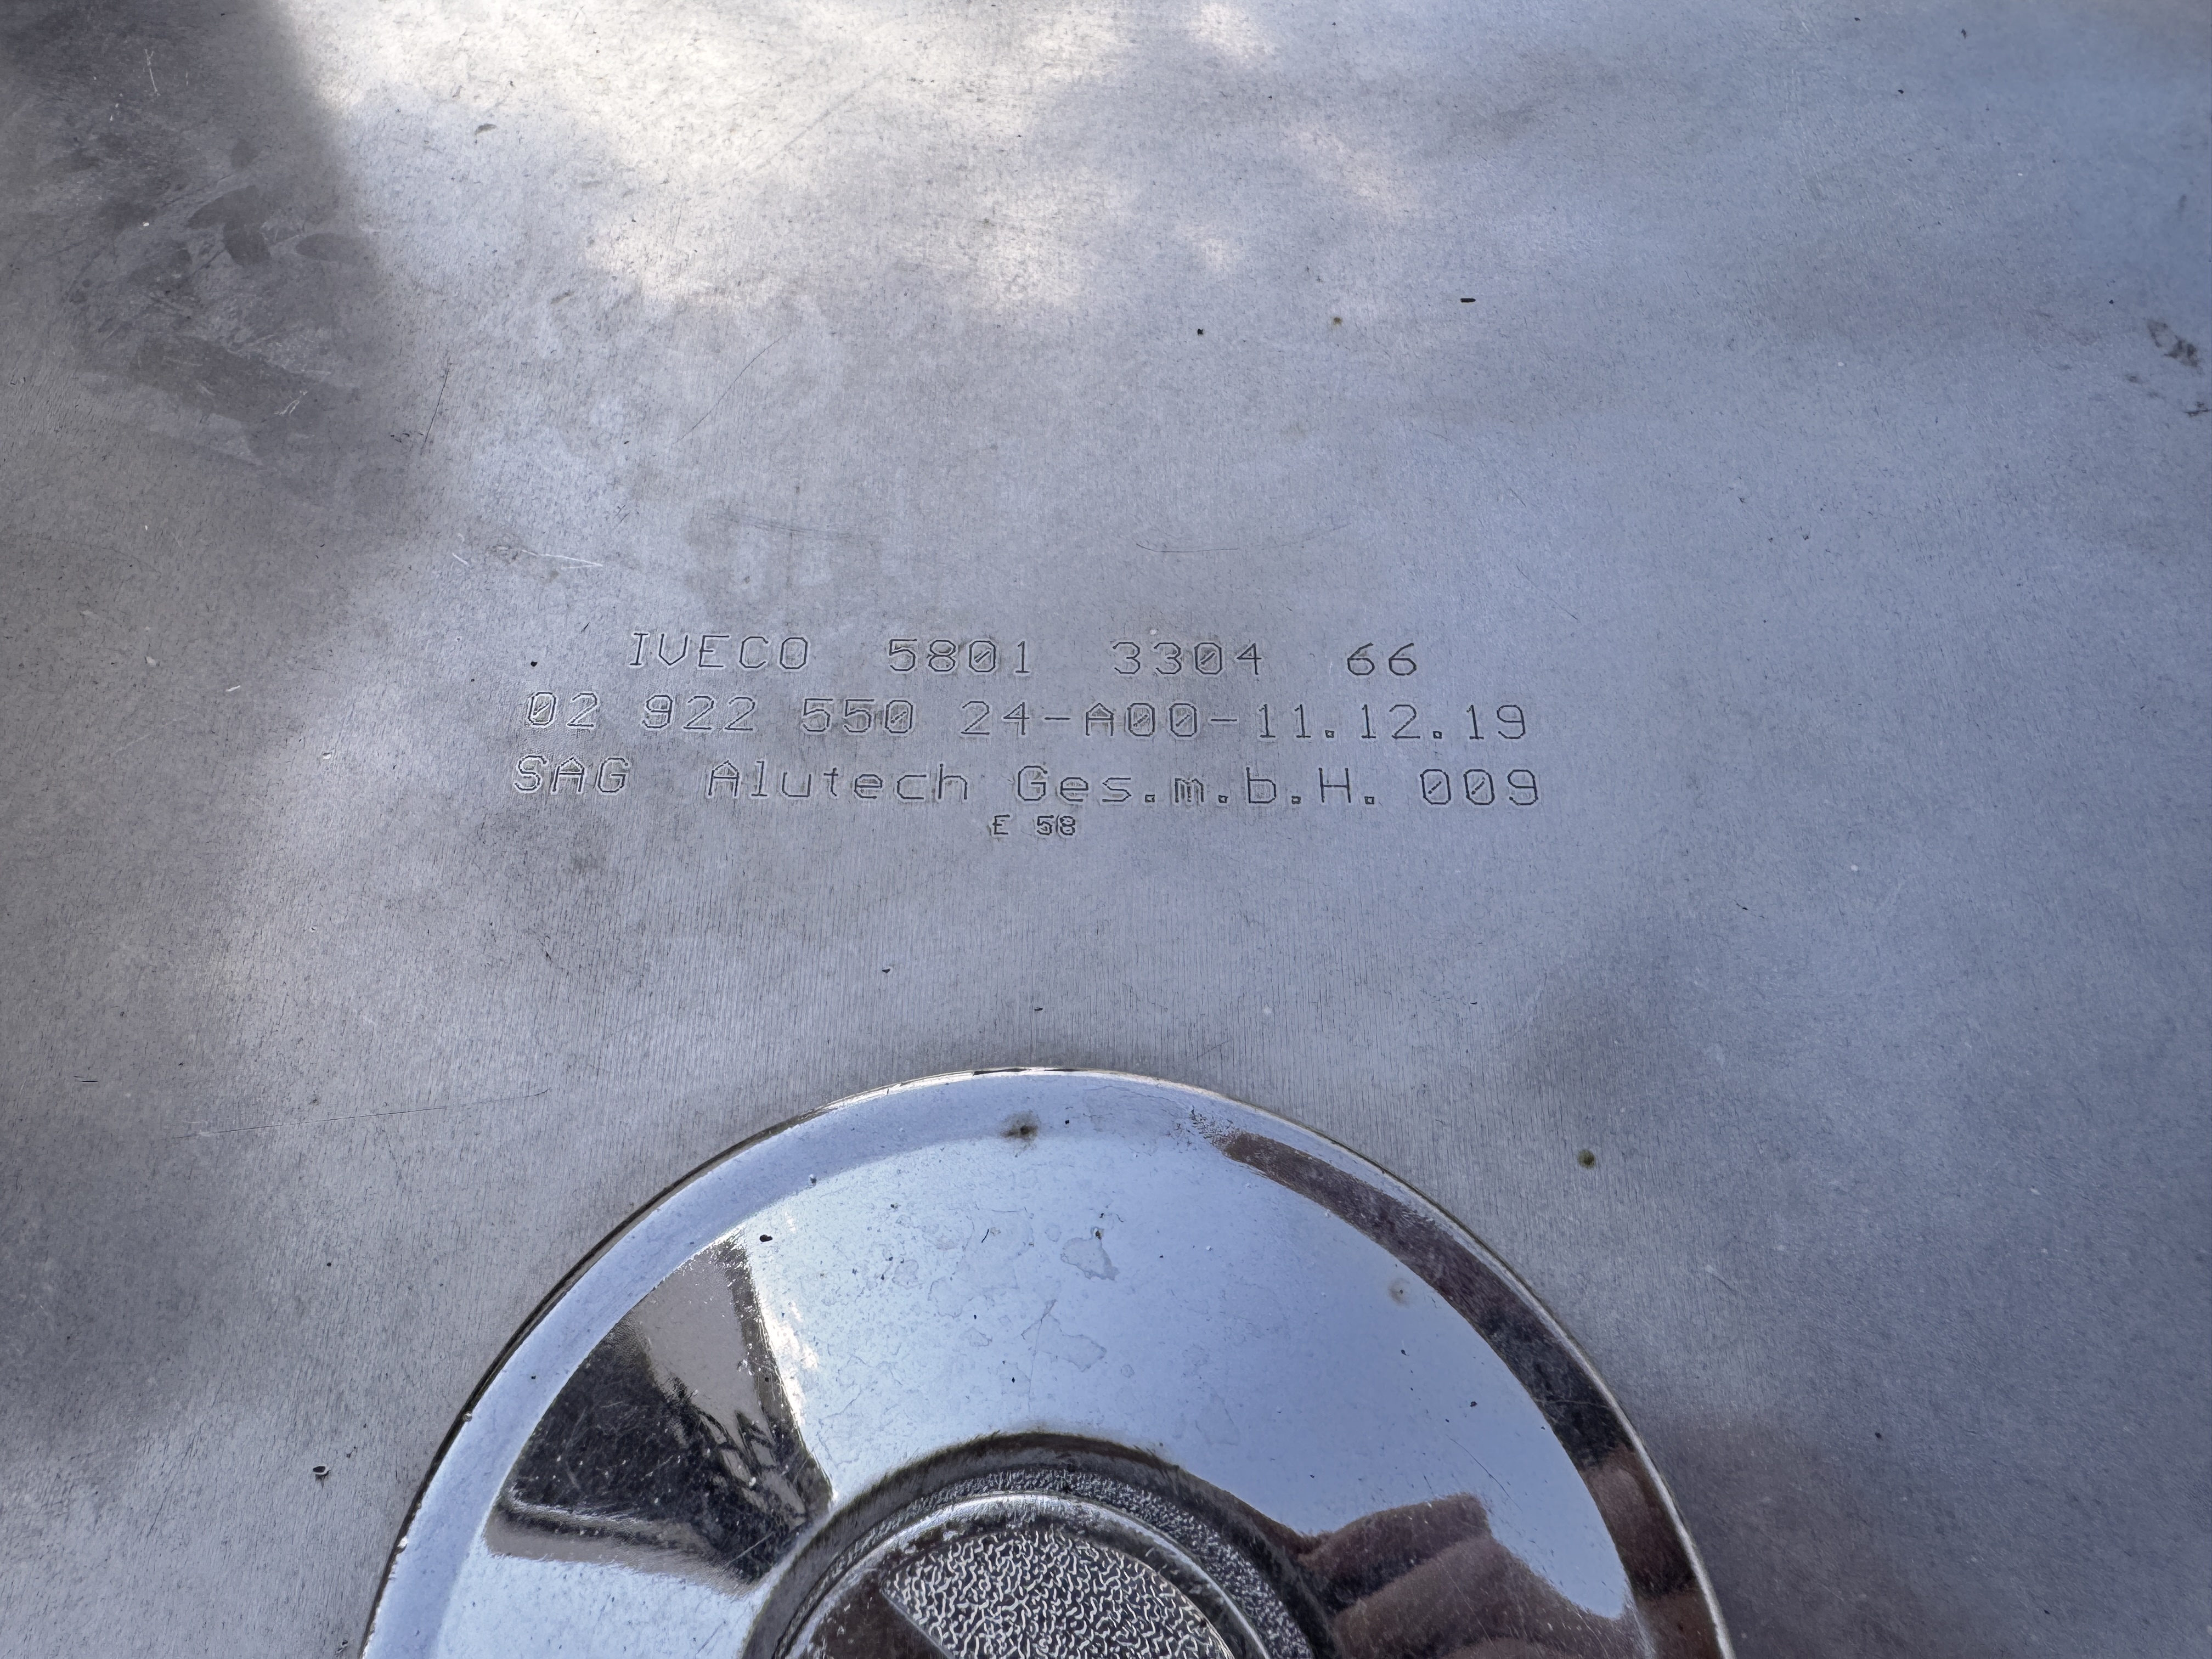 IVECO 5801 3304 66
02 922 550 24-A00-11.12.19
SAG Alutech Ges.m.b.H. 009
E 58